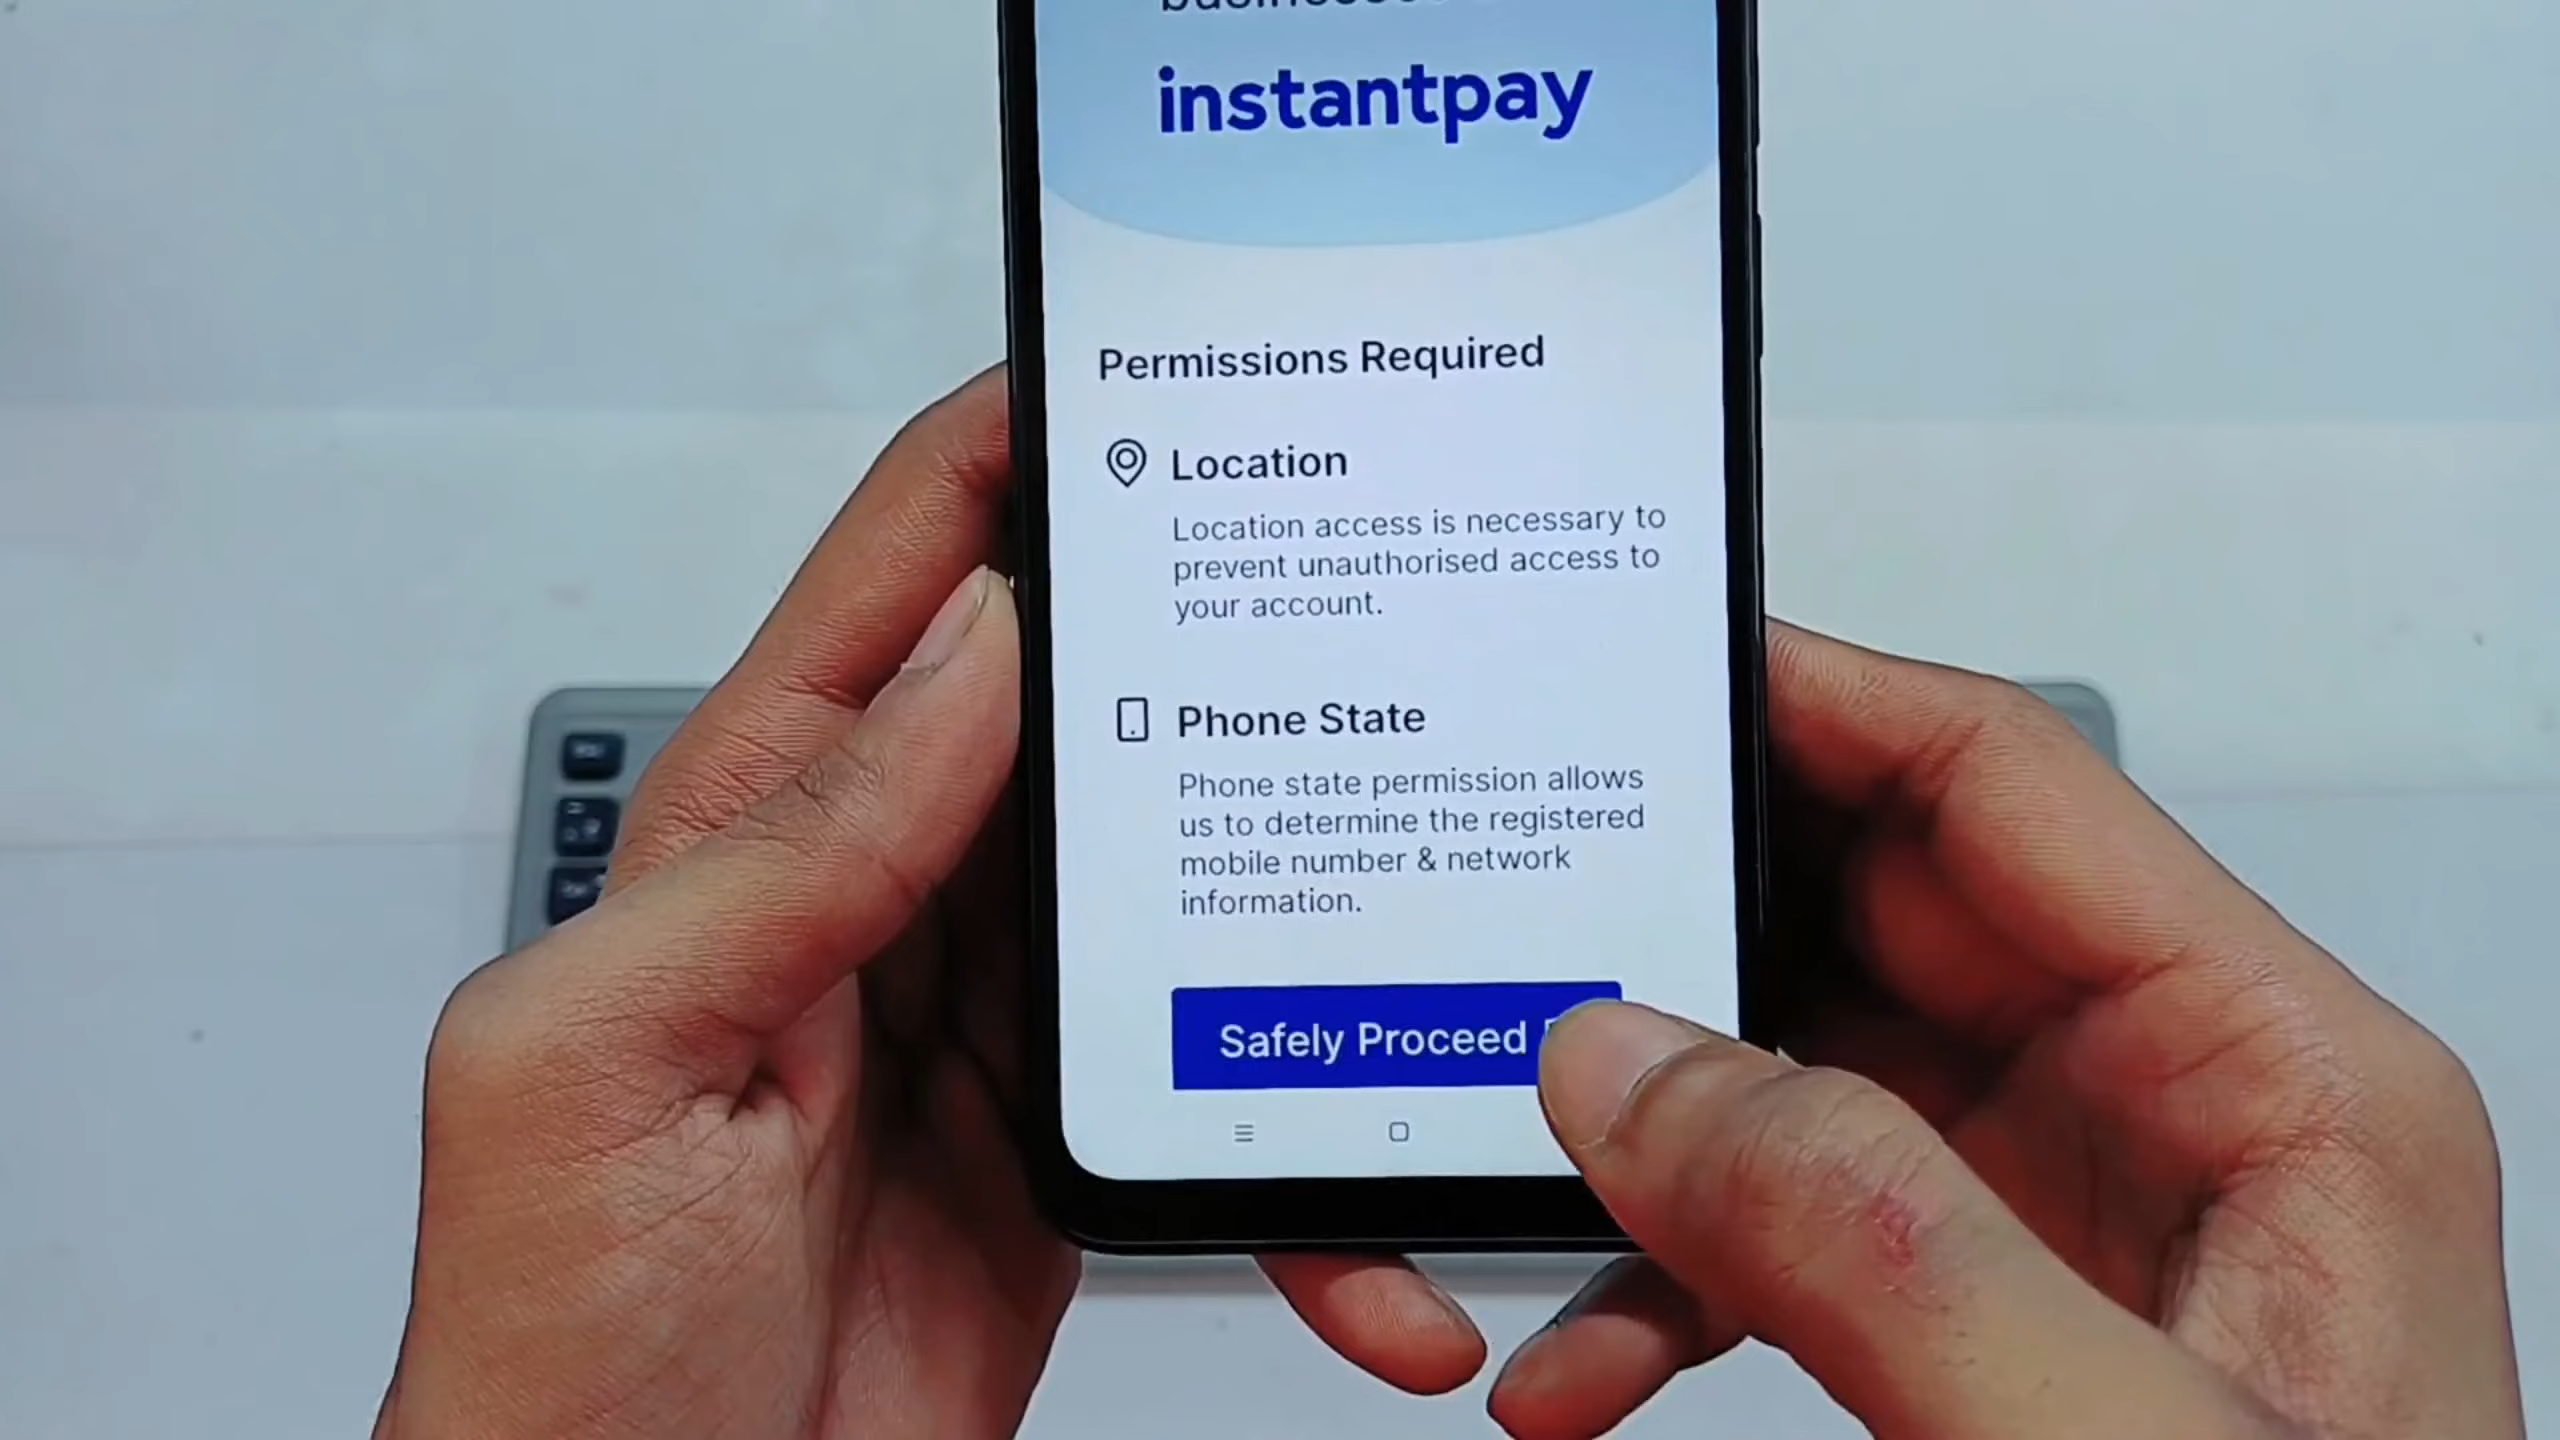 instantpay
Permissions Required
Location
Location access is necessary to
prevent unauthorised access to
your account.
Phone State
Phone state permission allows
us to determine the registered
mobile number & network
information.
Safely Proceed